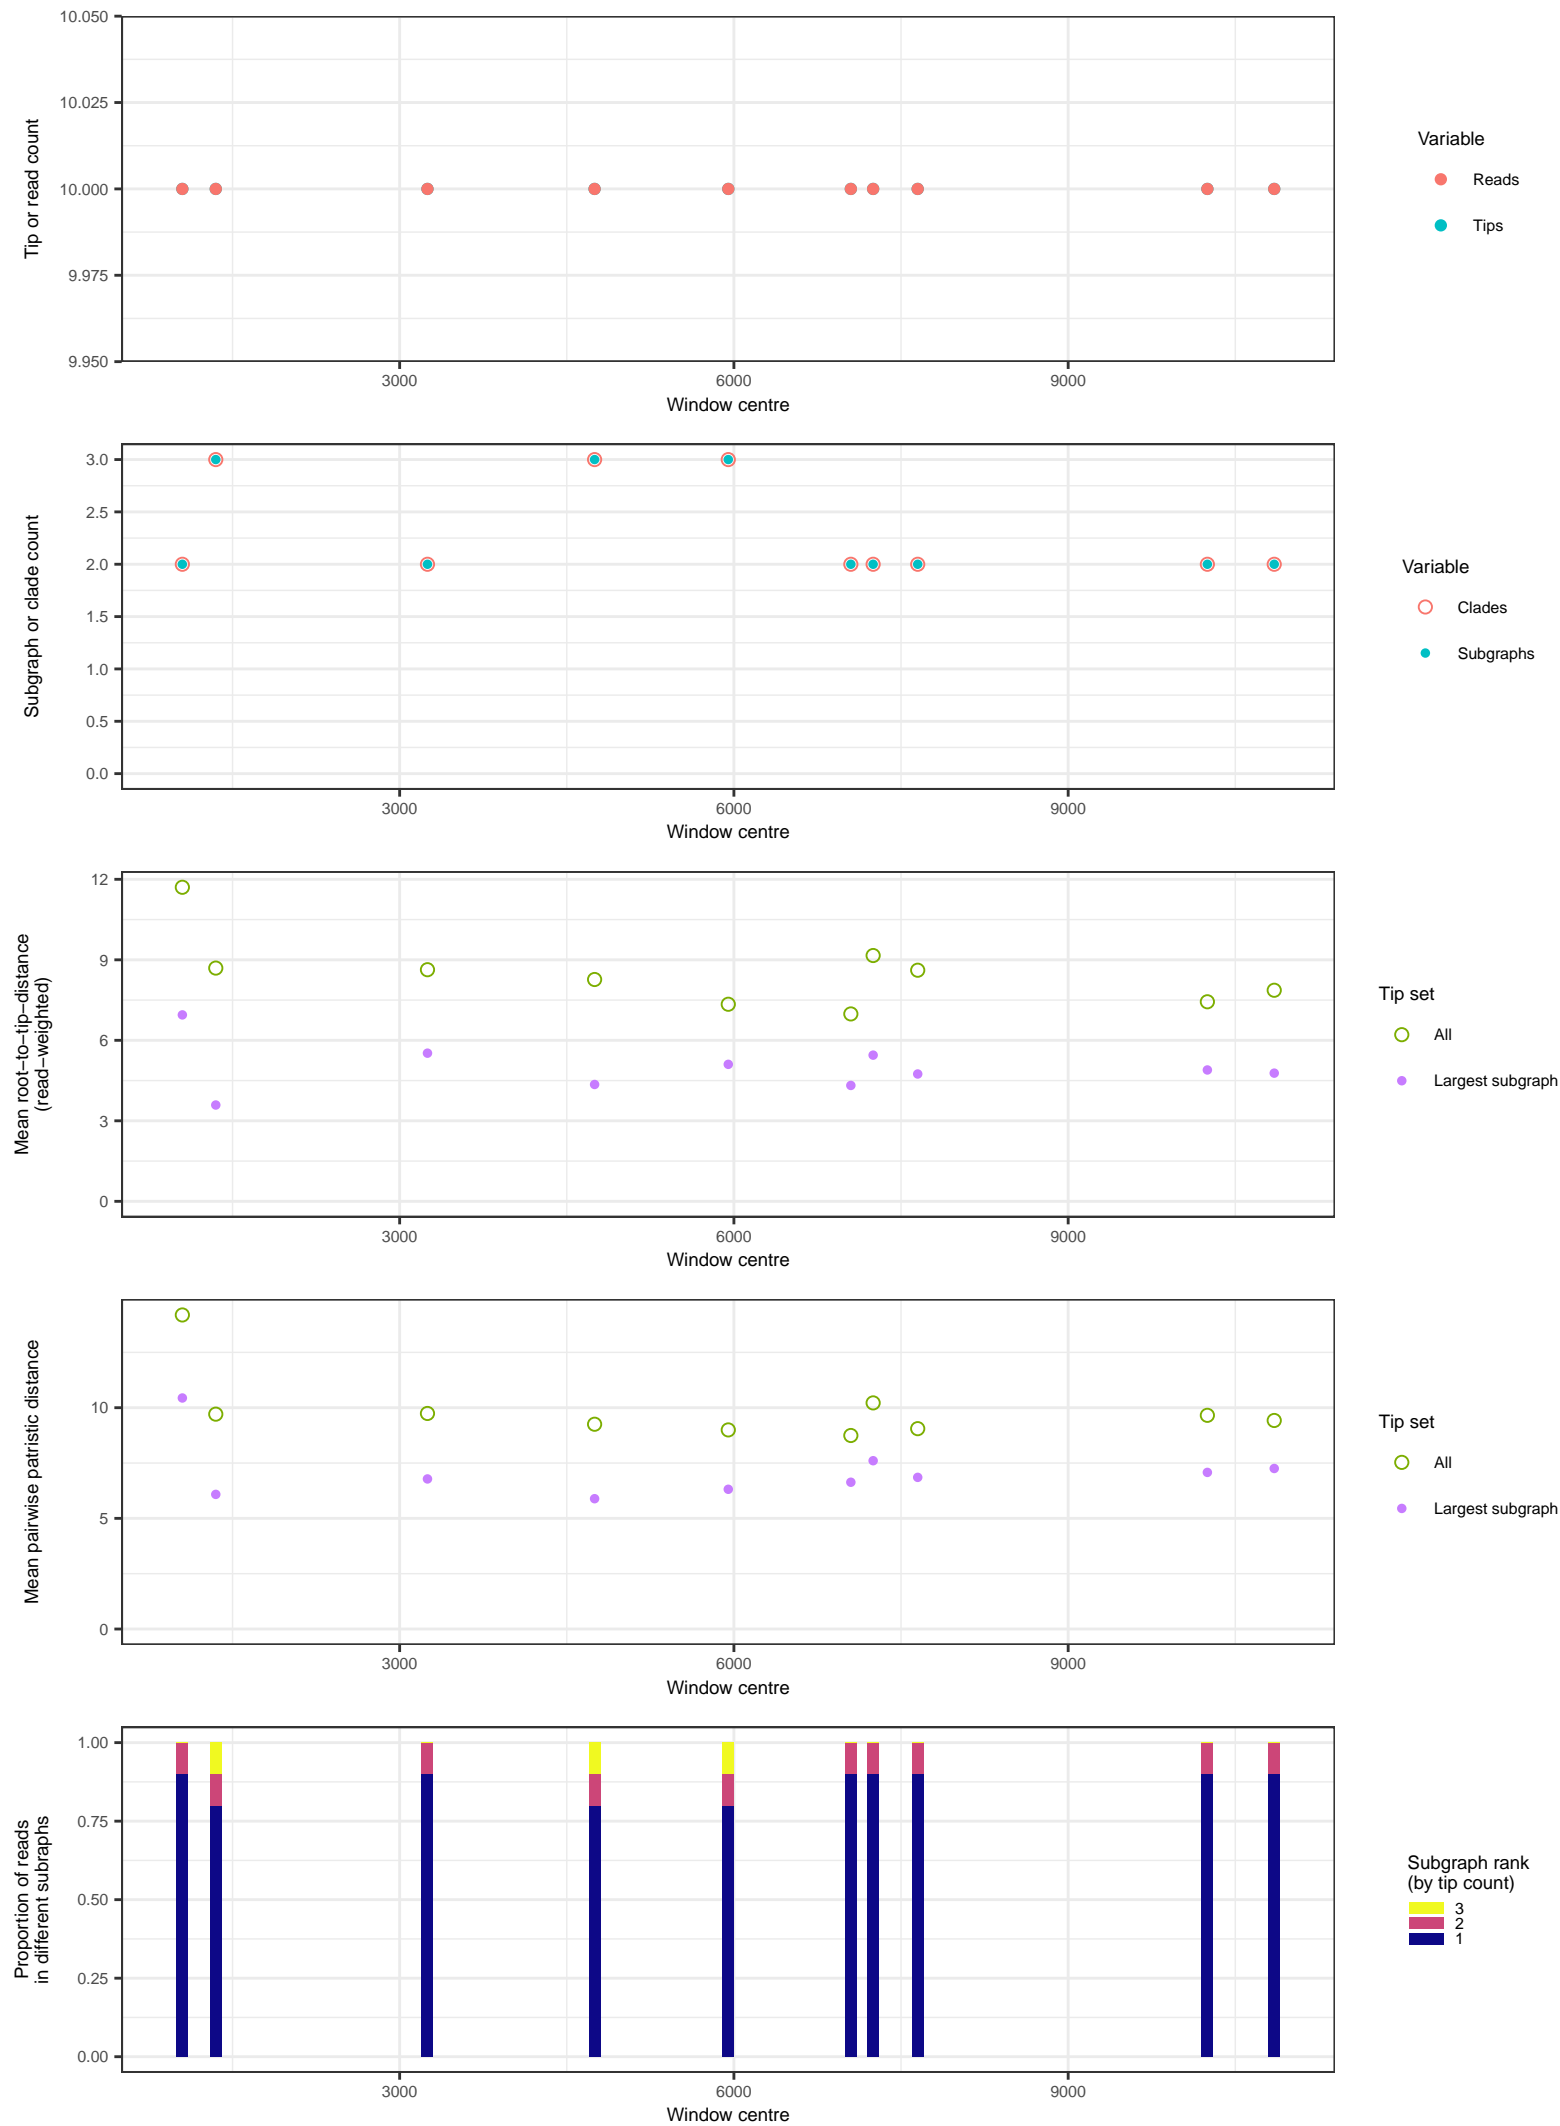 10.050
10.025
10.000
9.975
9.950
Tip or read count
3000 6000 9000
Window centre
Variable
Reads
Tips
3.0
2.5
2.0
1.5
1.0
0.5
0.0
Subgraph or clade count
3000 6000 9000
Window centre
Variable
Clades
Subgraphs
12
9
6
3
0
Mean root−to−tip−distance
(read−weighted)
3000 6000 9000
Window centre
Tip set
All
Largest subgraph
10
5
0
Mean pairwise patristic distance
3000 6000 9000
Window centre
Tip set
All
Largest subgraph
1.00
0.75
0.50
0.25
0.00
Proportion of reads
in different subraphs
3000 6000 9000
Window centre
Subgraph rank
(by tip count)
3
2
1